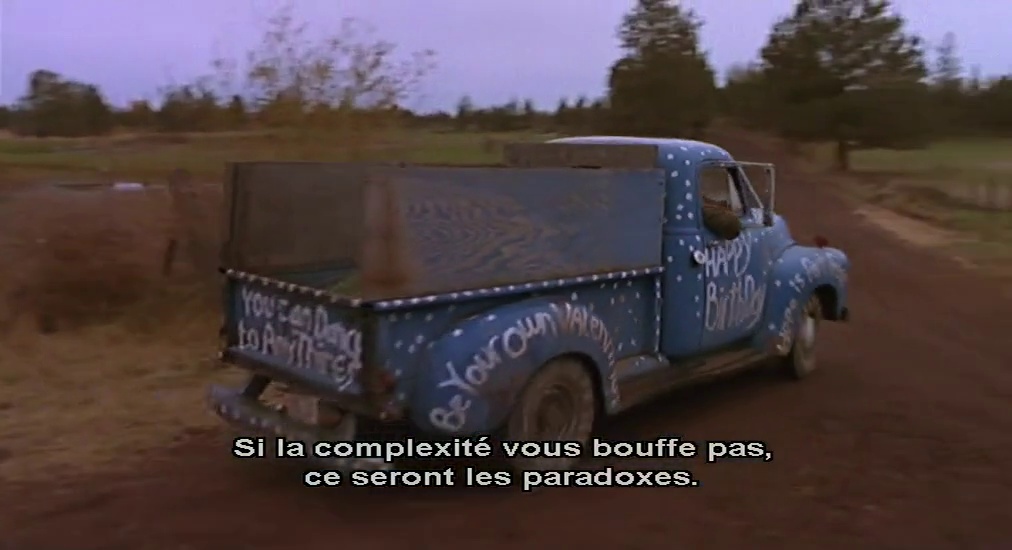 YOU Can Dance
to AnyThing
Be Your Own VALENTINE
HAPPY
BirthDay
Si la complexité vous bouffe pas,
ce seront les paradoxes.